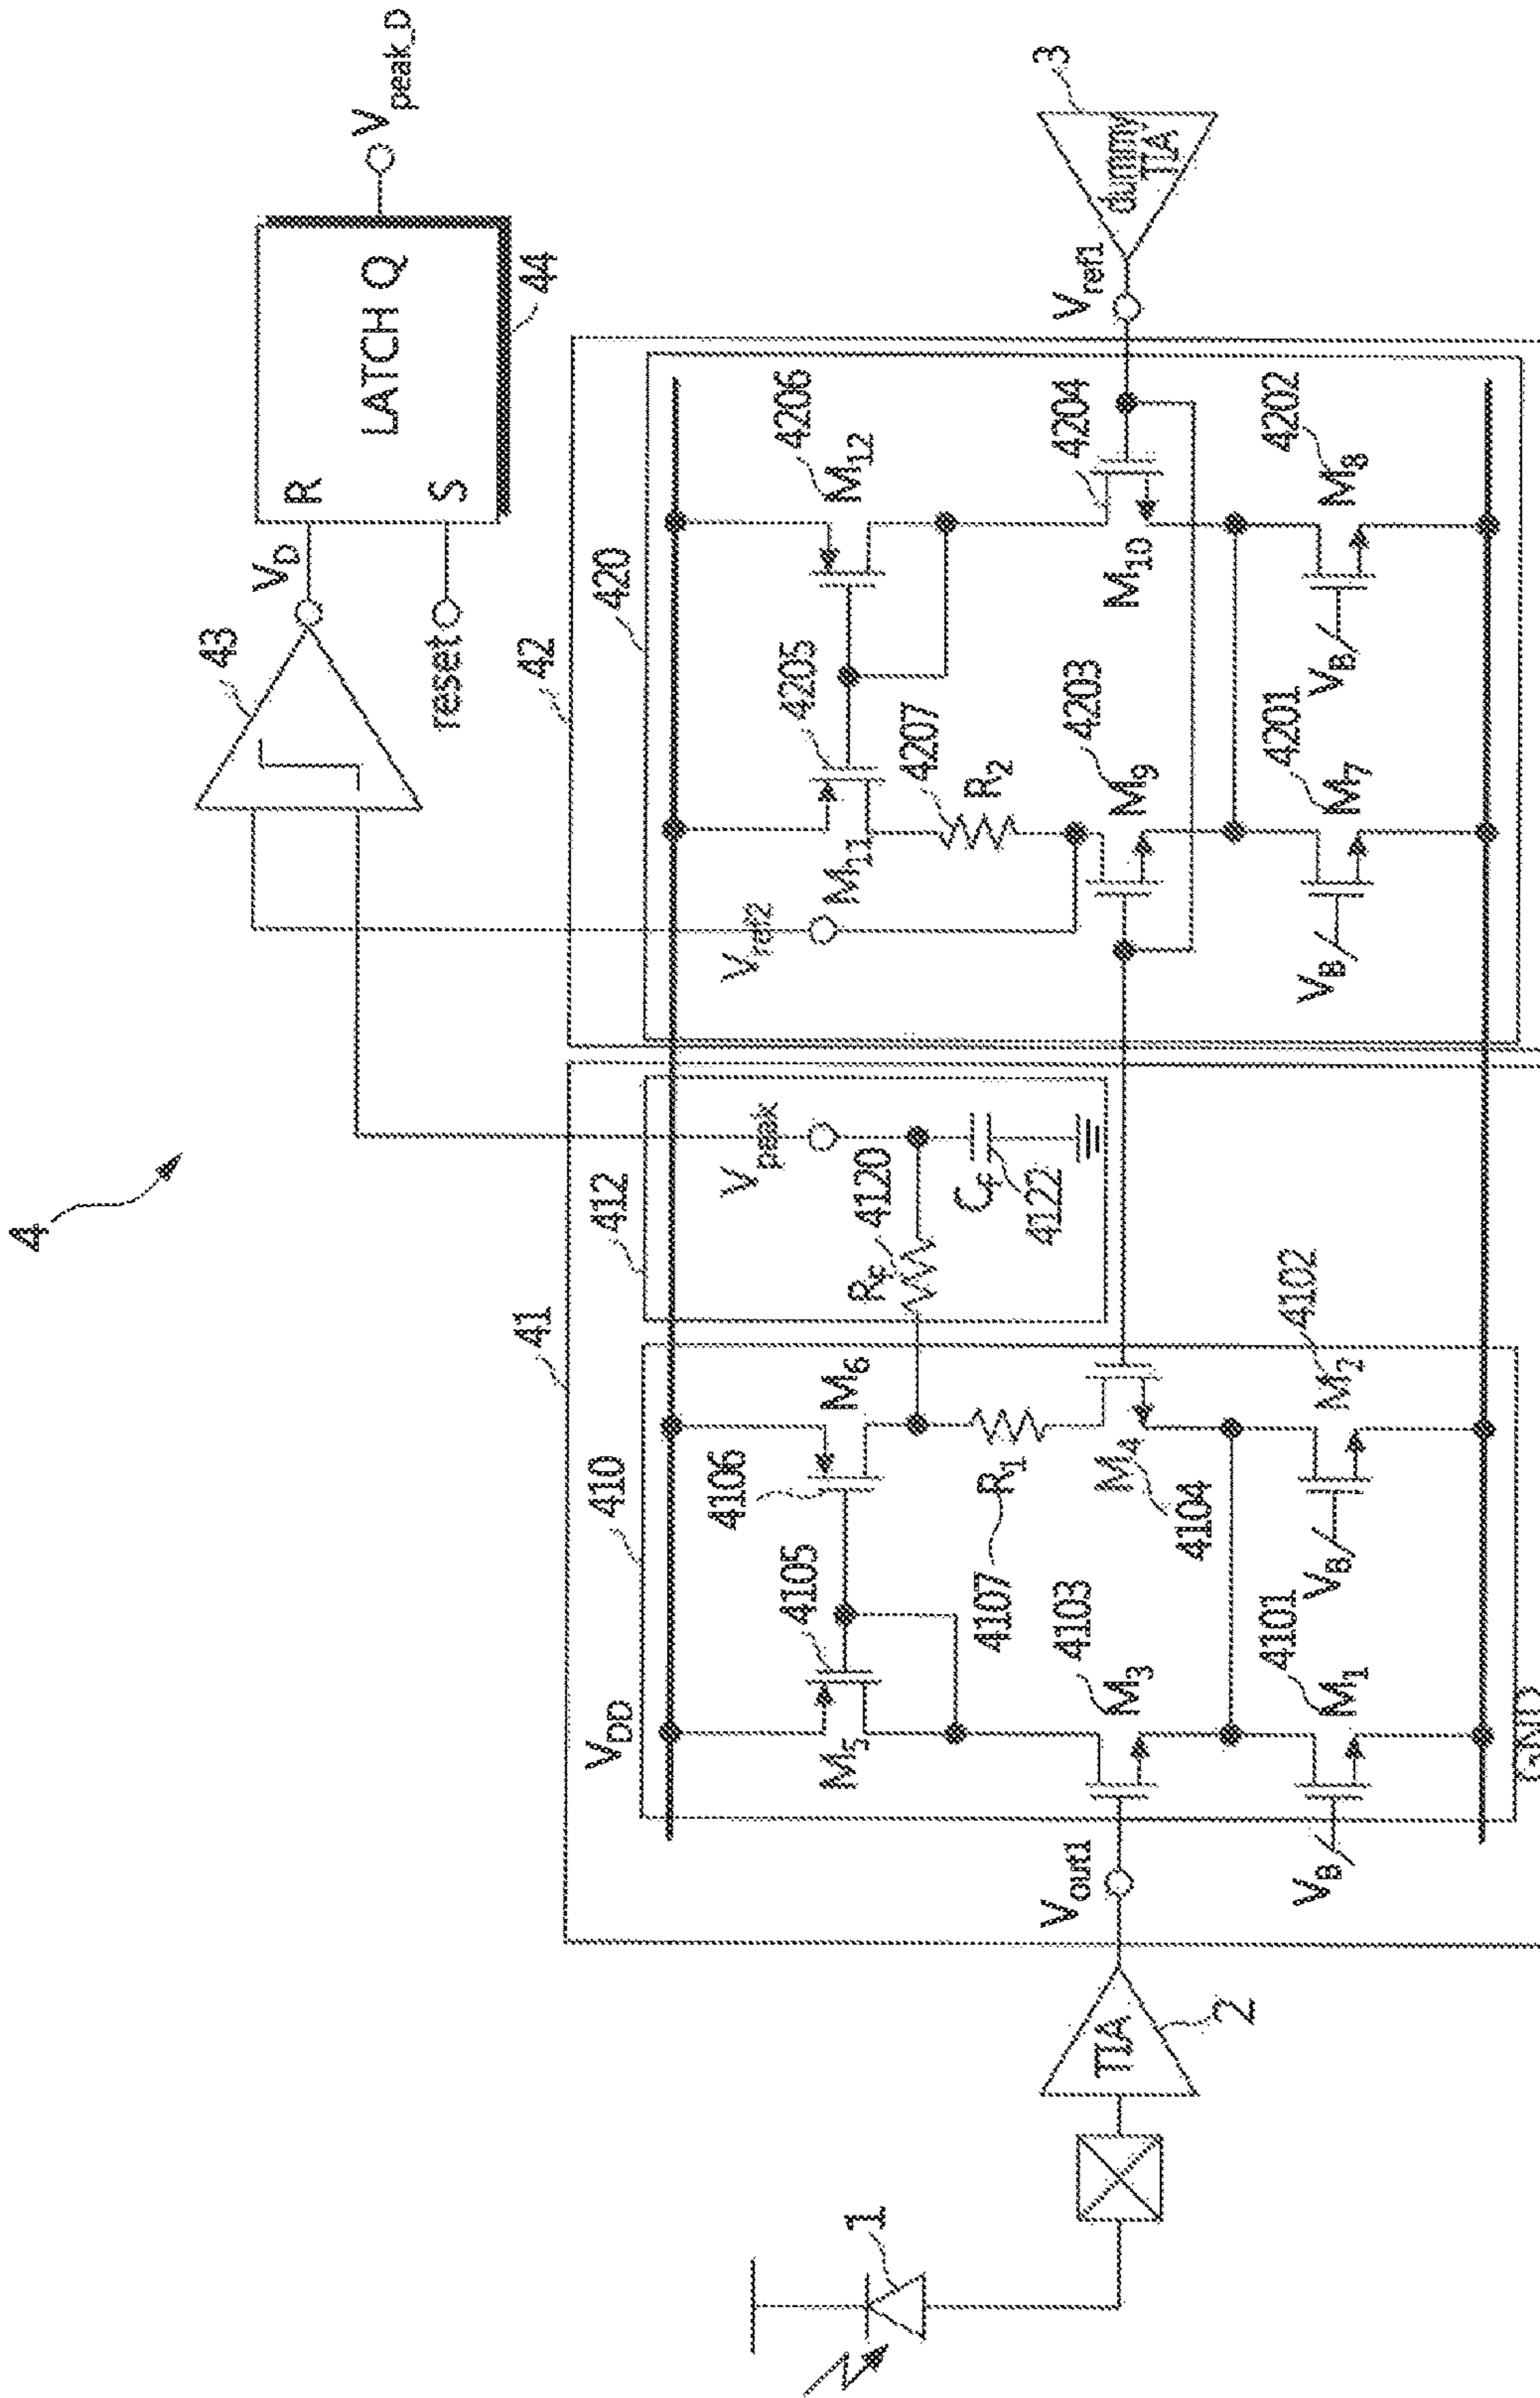 4
43
V_D
R
S
LATCH Q
44
V_peak_D
reset
41
42
410
412
420
V_DD
V_peak
V_ref2
4105
4106
M_5
M_6
R_F
4120
C_F
4122
M_11
4205
4206
M_12
4207
R_2
4107
R_1
4103
M_3
M_4
4104
4203
M_9
M_10
4204
V_out1
V_ref1
1
TIA
2
dummy
TIA
3
4101
M_1
V_B
4102
M_2
V_B
4201
M_7
V_B
4202
M_8
V_B
GND